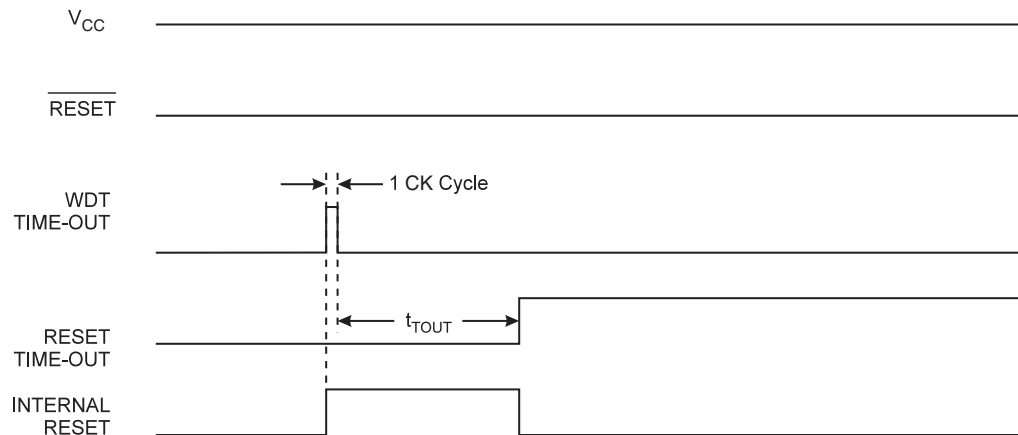 VCC
RESET
1 CK Cycle
WDT
TIME-OUT
tTOUT
RESET
TIME-OUT
INTERNAL
RESET